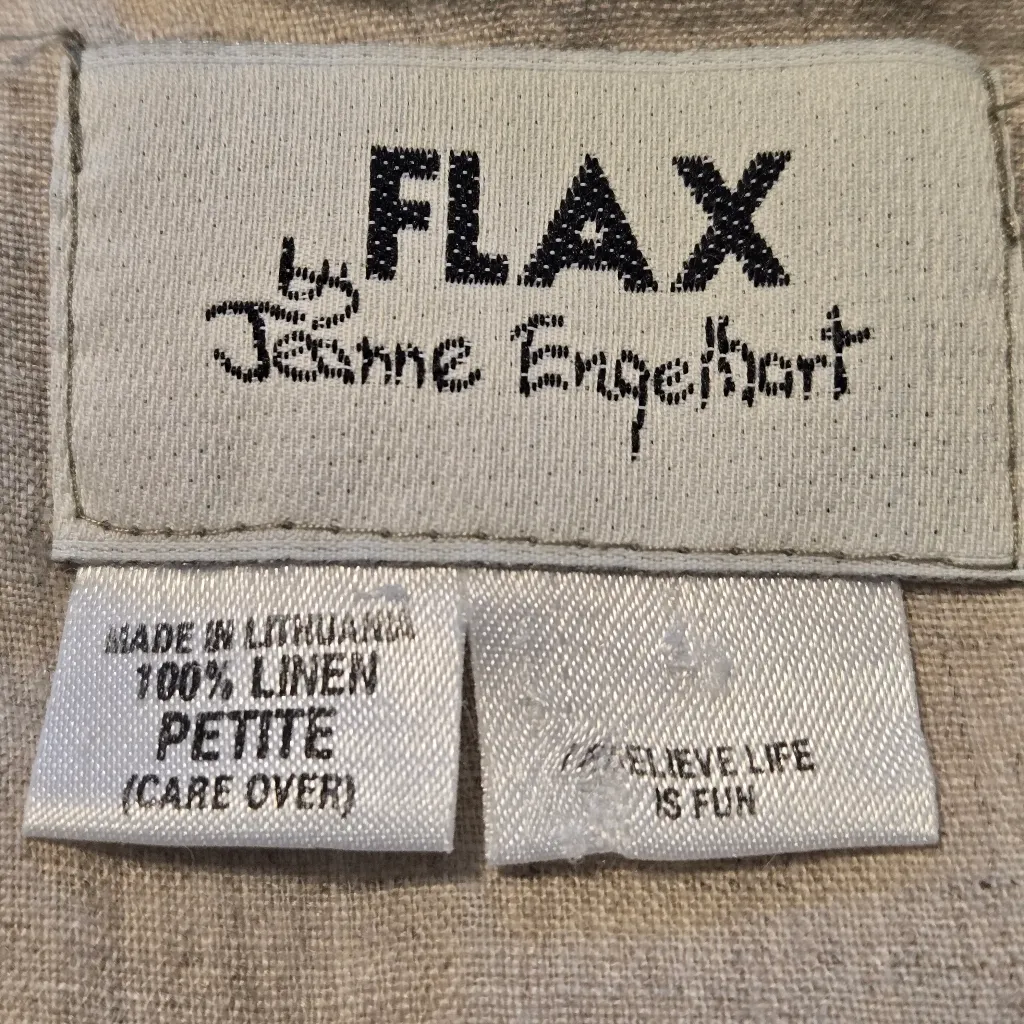 FLAX
by
Jeanne Engelhart
MADE IN LITHUANIA
100% LINEN
PETITE
(CARE OVER)
BELIEVE LIFE
IS FUN